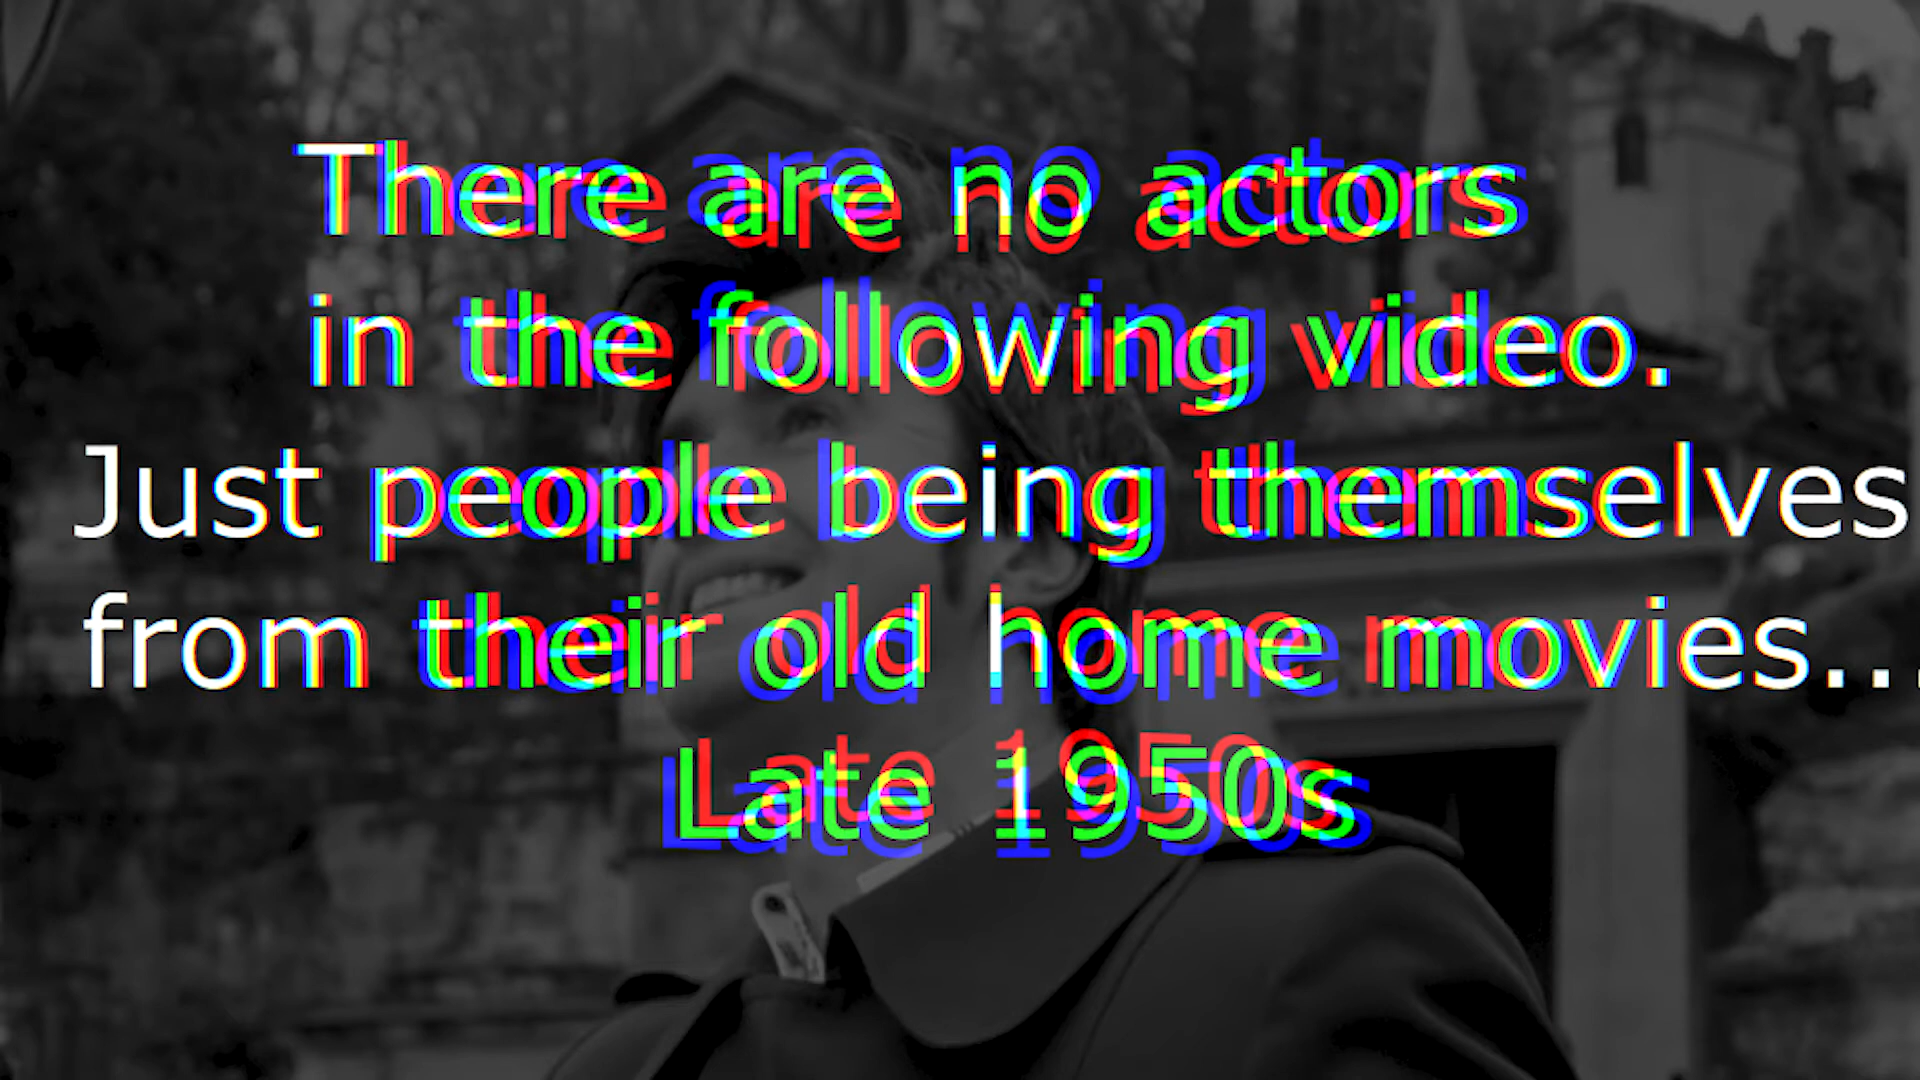 There are no actors
in the following video.
Just people being themselves
from their old home movies...
Late 1950s